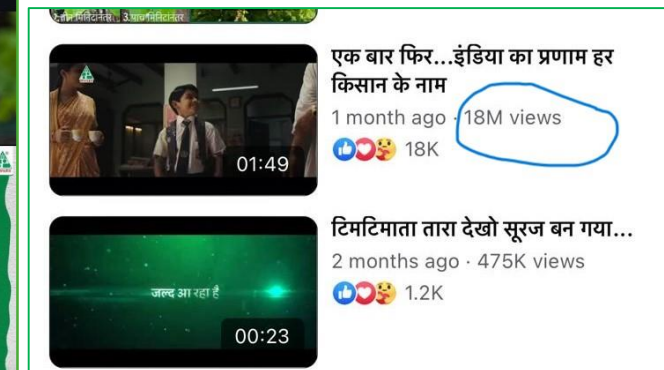 एक बार फिर...इंडिया का प्रणाम हर
किसान के नाम
1 month ago · 18M views
01:49
18K
टिमटिमाता तारा देखो सूरज बन गया...
2 months ago · 475K views
जल्द आ रहा है
1.2K
00:23